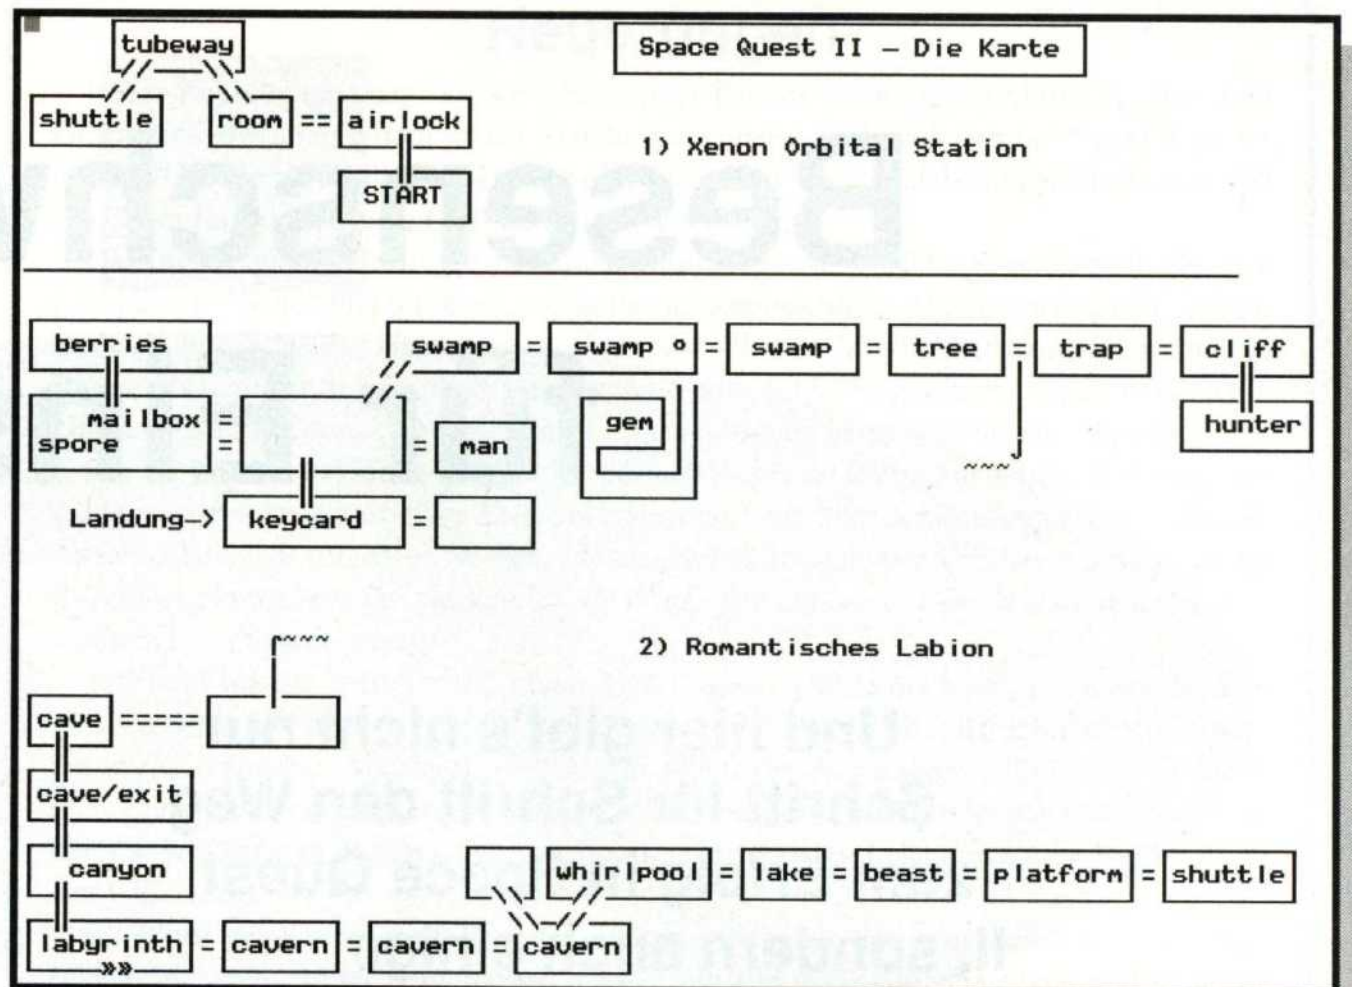 tubeway
Space Quest II – Die Karte
shuttle room == airlock
1) Xenon Orbital Station
START
berries swamp = swamp = swamp = tree = trap = cliff
mailbox =
gem hunter
spore = = man
Landung–> keycard =
2) Romantisches Labion
cave =====
cave/exit
canyon whirlpool = lake = beast = platform = shuttle
labyrinth = cavern = cavern = cavern
»»